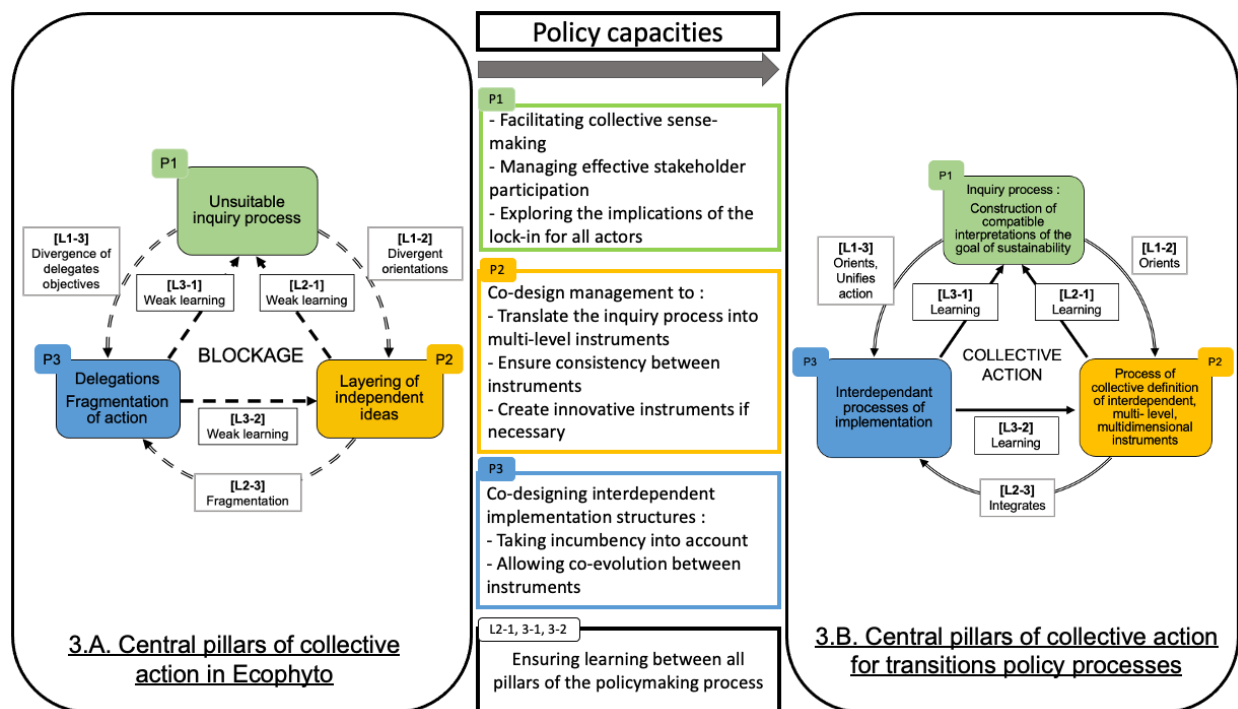 P1
Unsuitable
inquiry process
[L1-3]
Divergence of
delegates
objectives
[L1-2]
Divergent
orientations
[L3-1]
Weak learning
[L2-1]
Weak learning
BLOCKAGE
P3
Delegations
Fragmentation
of action
P2
Layering of
independent
ideas
[L3-2]
Weak learning
[L2-3]
Fragmentation
3.A. Central pillars of collective
action in Ecophyto
Policy capacities
P1
- Facilitating collective sense-
making
- Managing effective stakeholder
participation
- Exploring the implications of the
lock-in for all actors
P2
Co-design management to :
- Translate the inquiry process into
multi-level instruments
- Ensure consistency between
instruments
- Create innovative instruments if
necessary
P3
Co-designing interdependent
implementation structures :
- Taking incumbency into account
- Allowing co-evolution between
instruments
L2-1, 3-1, 3-2
Ensuring learning between all
pillars of the policymaking process
P1
Inquiry process :
Construction of
compatible
interpretations of the
goal of sustainability
[L1-3]
Orients,
Unifies
action
[L1-2]
Orients
[L3-1]
Learning
[L2-1]
Learning
COLLECTIVE
ACTION
P3
Interdependant
processes of
implementation
P2
Process of
collective definition
of interdependent,
multi- level,
multidimensional
instruments
[L3-2]
Learning
[L2-3]
Integrates
3.B. Central pillars of collective action
for transitions policy processes